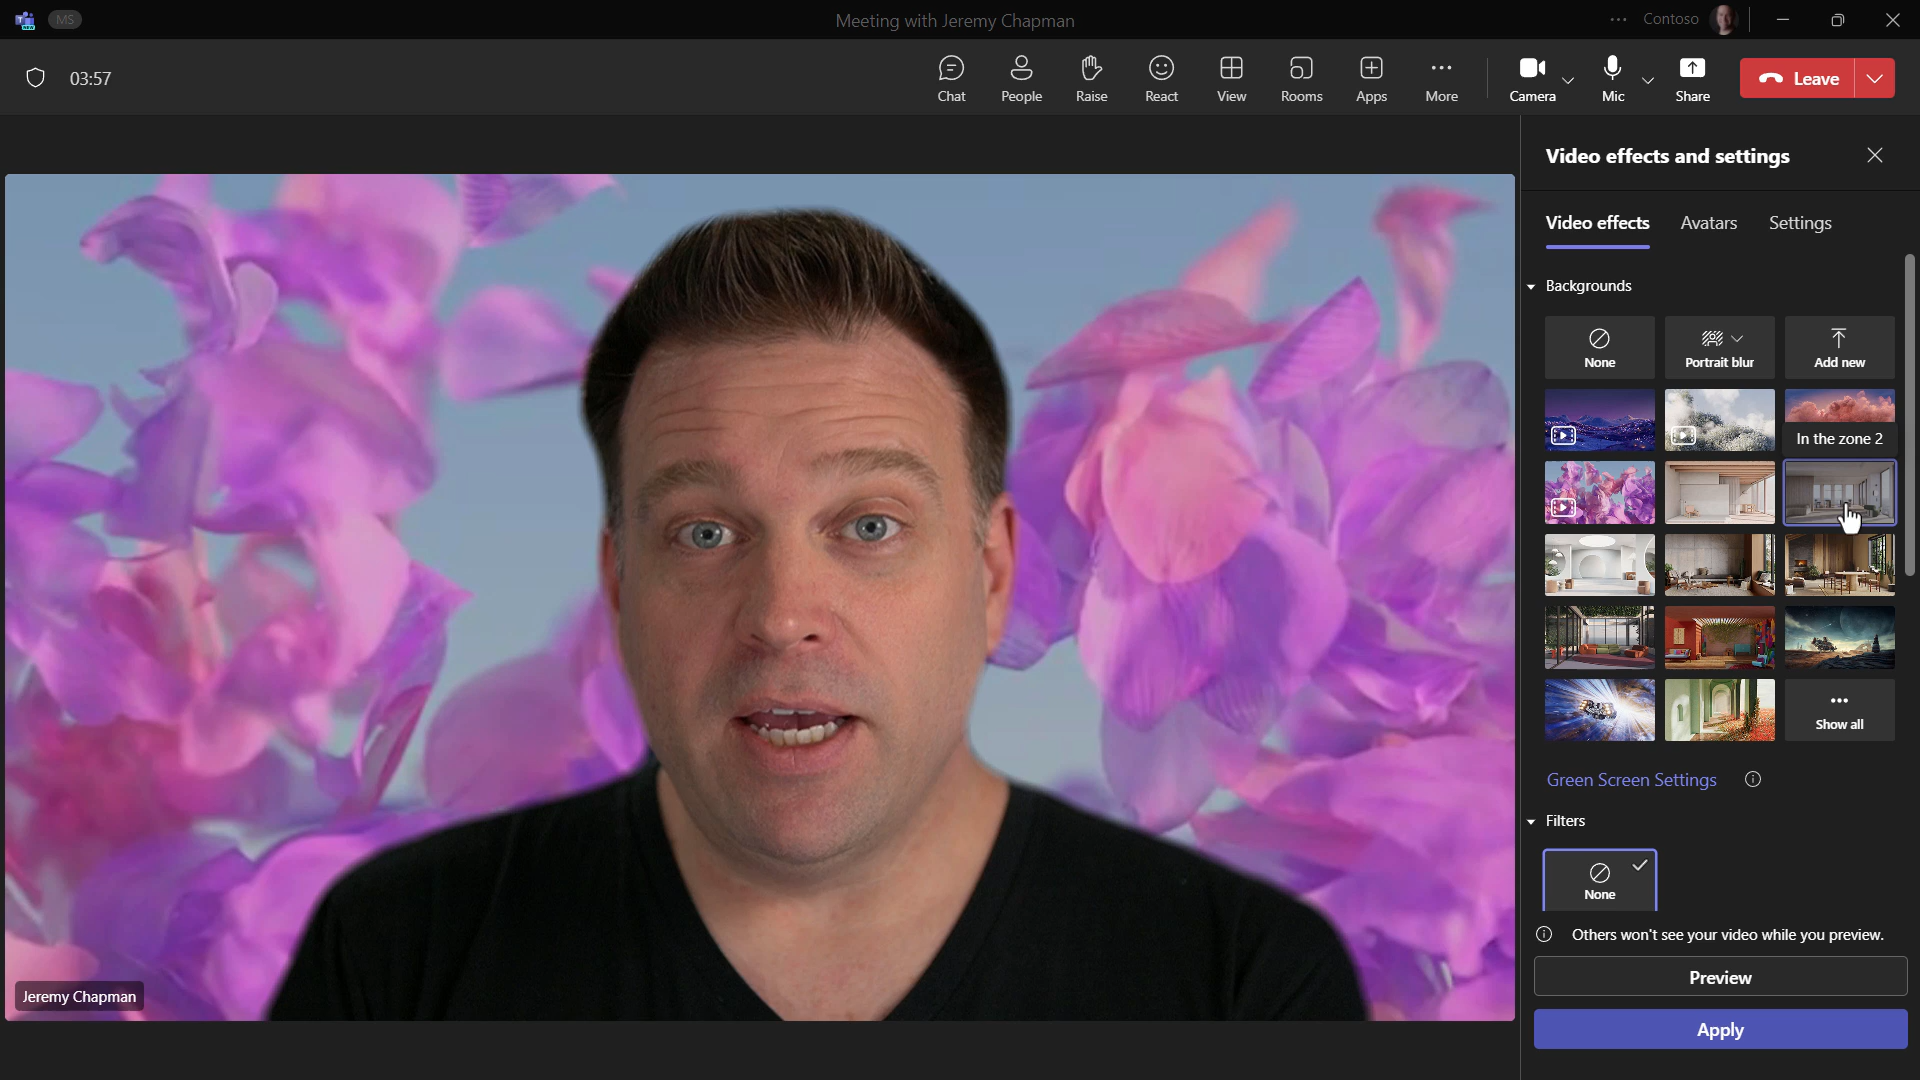 MS
Meeting with Jeremy Chapman
Contoso
03:57
Chat
People
Raise
React
View
Rooms
Apps
More
Camera
Mic
Share
Leave
Video effects and settings
Video effects
Avatars
Settings
Backgrounds
None
Portrait blur
Add new
In the zone 2
Show all
Green Screen Settings
Filters
None
Others won't see your video while you preview.
Preview
Apply
Jeremy Chapman